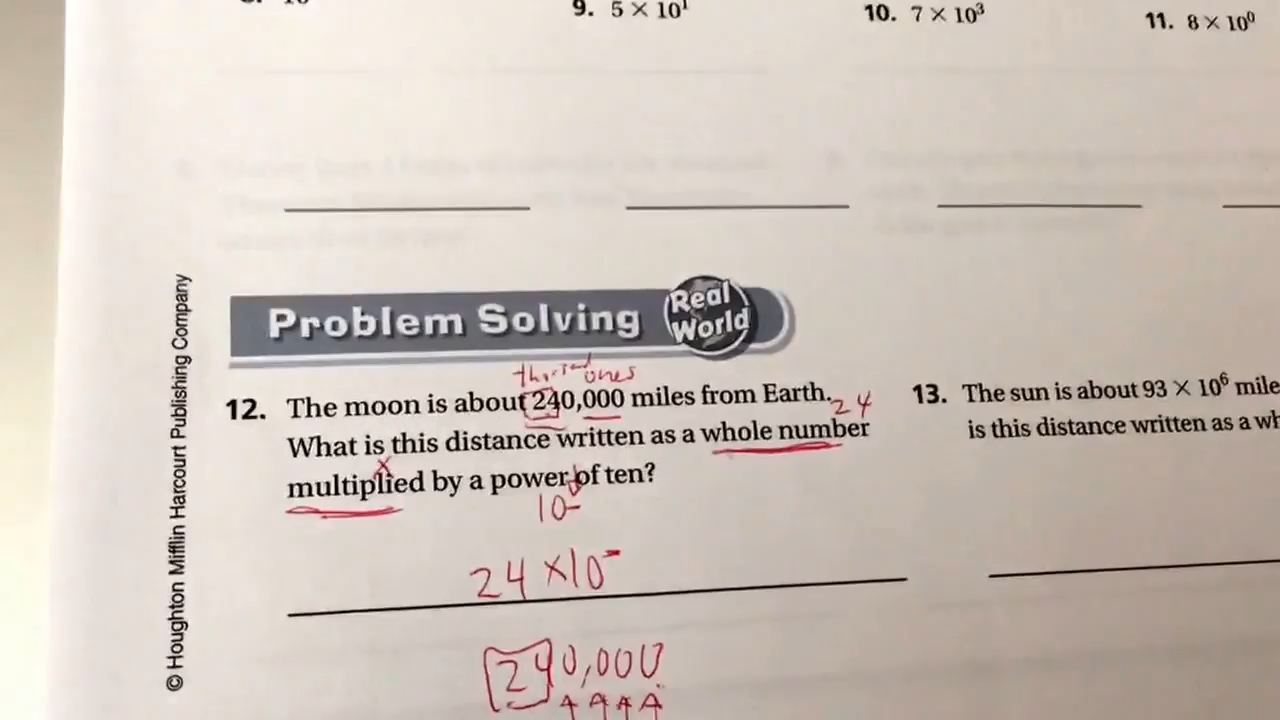 9. 5 × 10¹
10. 7 × 10³
11. 8 × 10⁰
Problem Solving Real World
ones
12. The moon is about 240,000 miles from Earth.
24
What is this distance written as a whole number
×
multiplied by a power of ten?
10
24 × 10
240,000
13. The sun is about 93 × 10⁶ mile
is this distance written as a wh
© Houghton Mifflin Harcourt Publishing Company